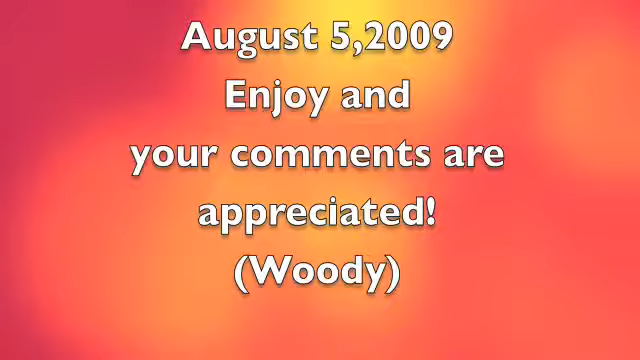 August 5,2009
Enjoy and
your comments are
appreciated!
(Woody)